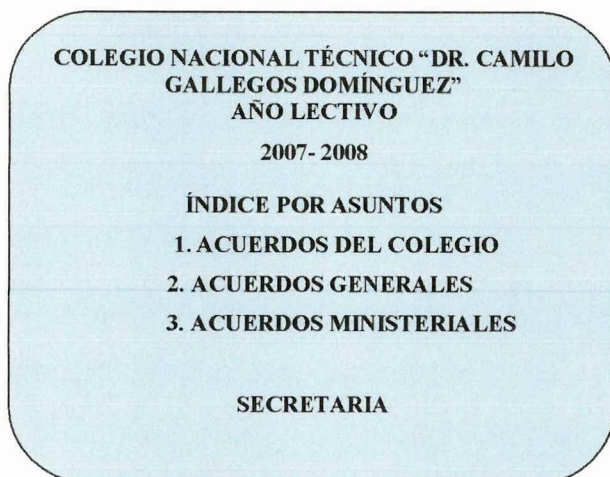 COLEGIO NACIONAL TÉCNICO “DR. CAMILO
GALLEGOS DOMÍNGUEZ”
AÑO LECTIVO
2007- 2008
ÍNDICE POR ASUNTOS
1. ACUERDOS DEL COLEGIO
2. ACUERDOS GENERALES
3. ACUERDOS MINISTERIALES
SECRETARIA